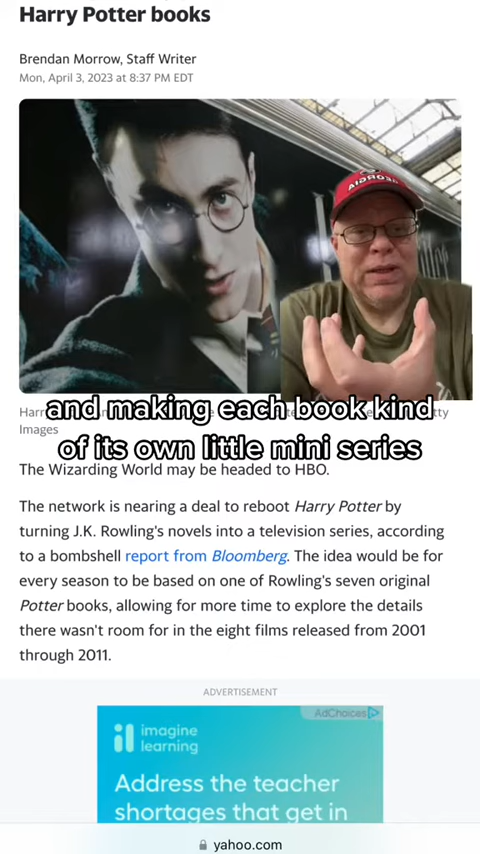 Harry Potter books
Brendan Morrow, Staff Writer
Mon, April 3, 2023 at 8:37 PM EDT
GEORGIA
and making each book kind
of its own little mini series
Images
The Wizarding World may be headed to HBO.
The network is nearing a deal to reboot Harry Potter by
turning J.K. Rowling's novels into a television series, according
to a bombshell report from Bloomberg. The idea would be for
every season to be based on one of Rowling's seven original
Potter books, allowing for more time to explore the details
there wasn't room for in the eight films released from 2001
through 2011.
ADVERTISEMENT
AdChoices
imagine
learning
Address the teacher
shortages that get in
yahoo.com